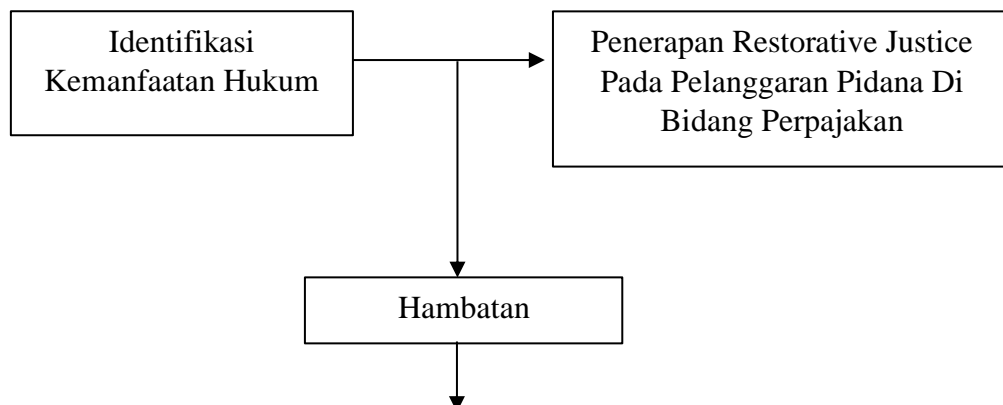 Identifikasi
Kemanfaatan Hukum
Penerapan Restorative Justice
Pada Pelanggaran Pidana Di
Bidang Perpajakan
Hambatan